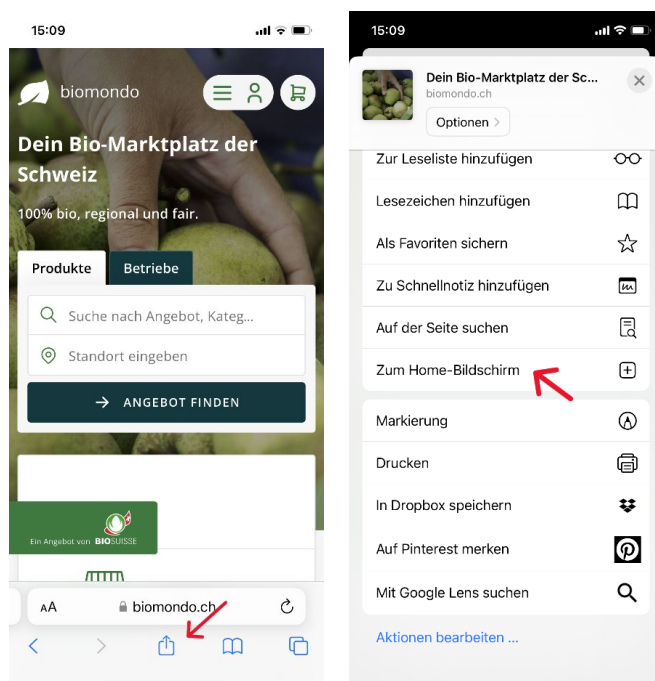 15:09
biomondo
Dein Bio-Marktplatz der
Schweiz
100% bio, regional und fair.
Produkte
Betriebe
Suche nach Angebot, Kateg...
Standort eingeben
→ ANGEBOT FINDEN
Ein Angebot von BIOSUISSE
AA
biomondo.ch
15:09
Dein Bio-Marktplatz der Sc...
biomondo.ch
Optionen >
Zur Leseliste hinzufügen
Lesezeichen hinzufügen
Als Favoriten sichern
Zu Schnellnotiz hinzufügen
Auf der Seite suchen
Zum Home-Bildschirm
Markierung
Drucken
In Dropbox speichern
Auf Pinterest merken
Mit Google Lens suchen
Aktionen bearbeiten ...